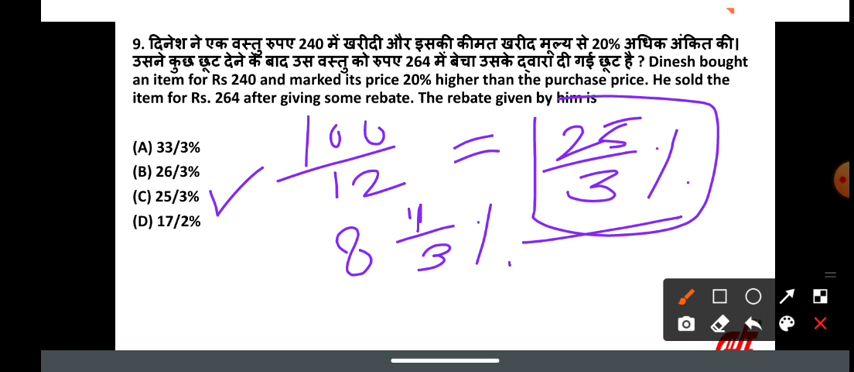 9. दिनेश ने एक वस्तु रुपए 240 में खरीदी और इसकी कीमत खरीद मूल्य से 20% अधिक अंकित की।
उसने कुछ छूट देने के बाद उस वस्तु को रुपए 264 में बेचा उसके द्वारा दी गई छूट है ? Dinesh bought
an item for Rs 240 and marked its price 20% higher than the purchase price. He sold the
item for Rs. 264 after giving some rebate. The rebate given by him is
(A) 33/3%
(B) 26/3%
(C) 25/3%
(D) 17/2%
100/12 = 25/3 %.
8 1/3 %.